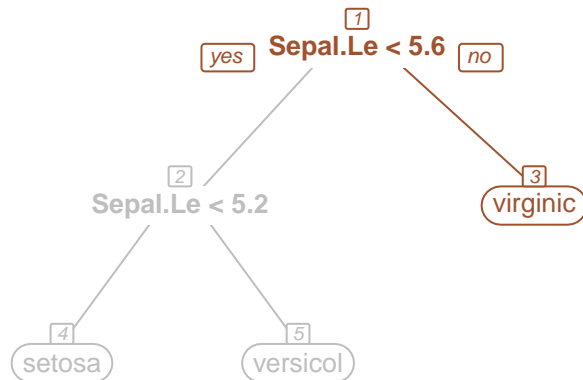 1
yes Sepal.Le < 5.6 no
2
3
Sepal.Le < 5.2
virginic
4
5
setosa
versicol